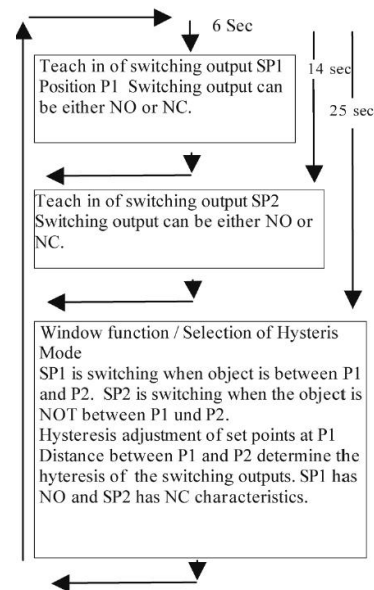 6 Sec
Teach in of switching output SP1
Position P1 Switching output can
be either NO or NC.
14 sec
25 sec
Teach in of switching output SP2
Switching output can be either NO or
NC.
Window function / Selection of Hysteris
Mode
SP1 is switching when object is between P1
and P2. SP2 is switching when the object is
NOT between P1 und P2.
Hysteresis adjustment of set points at P1
Distance between P1 and P2 determine the
hyteresis of the switching outputs. SP1 has
NO and SP2 has NC characteristics.